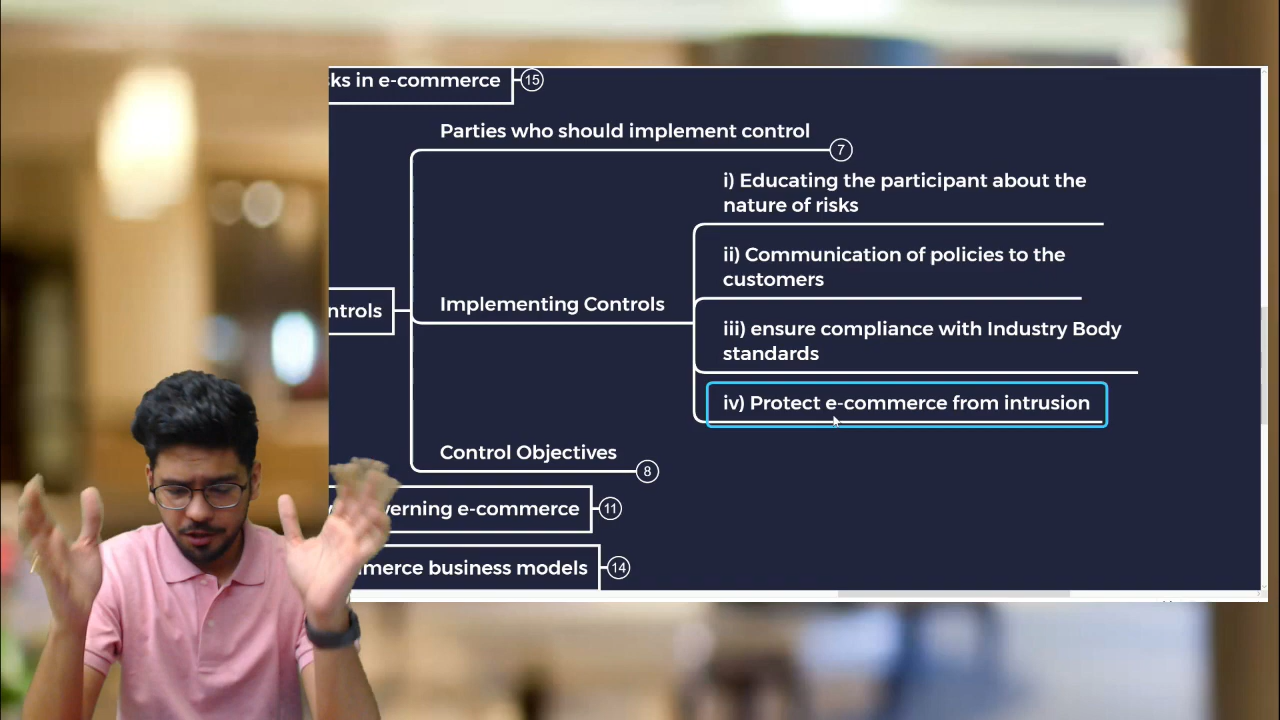 ks in e-commerce 15
Parties who should implement control
7
i) Educating the participant about the
nature of risks
ii) Communication of policies to the
customers
Implementing Controls
ntrols
iii) ensure compliance with Industry Body
standards
iv) Protect e-commerce from intrusion
Control Objectives
8
verning e-commerce 11
merce business models 14